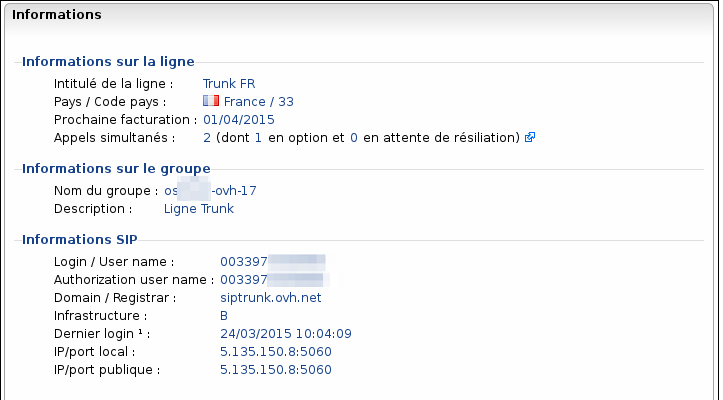 Informations
Informations sur la ligne
Intitulé de la ligne : Trunk FR
Pays / Code pays : France / 33
Prochaine facturation : 01/04/2015
Appels simultanés : 2 (dont 1 en option et 0 en attente de résiliation)
Informations sur le groupe
Nom du groupe : os -ovh-17
Description : Ligne Trunk
Informations SIP
Login / User name : 003397
Authorization user name : 003397
Domain / Registrar : siptrunk.ovh.net
Infrastructure : B
Dernier login ¹ : 24/03/2015 10:04:09
IP/port local : 5.135.150.8:5060
IP/port publique : 5.135.150.8:5060